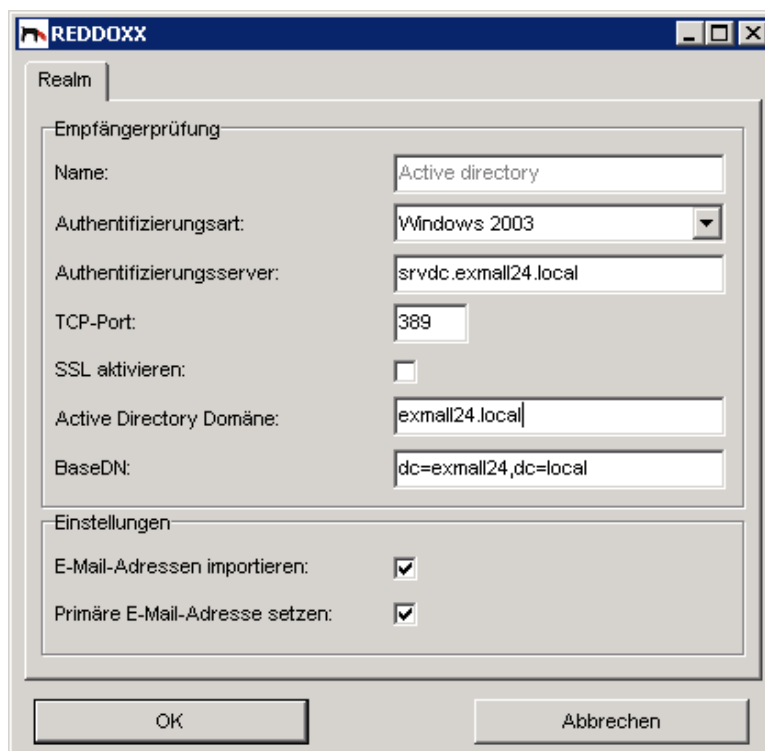 REDDOXX
Realm
Empfängerprüfung
Name: Active directory
Authentifizierungsart: Windows 2003
Authentifizierungsserver: srvdc.exmall24.local
TCP-Port: 389
SSL aktivieren:
Active Directory Domäne: exmall24.local
BaseDN: dc=exmall24,dc=local
Einstellungen
E-Mail-Adressen importieren:
Primäre E-Mail-Adresse setzen:
OK Abbrechen